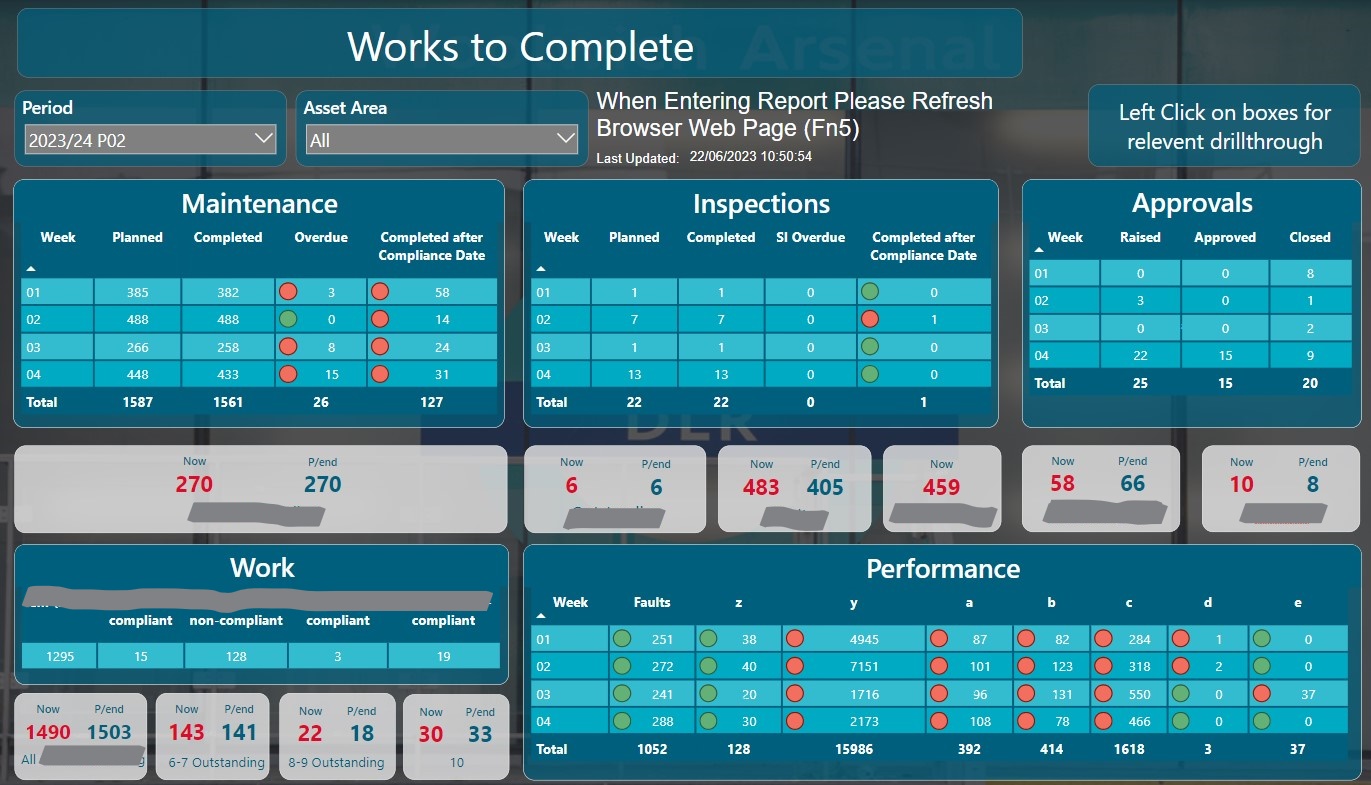 Works to Complete
Period
2023/24 P02
Asset Area
All
When Entering Report Please Refresh
Browser Web Page (Fn5)
Last Updated: 22/06/2023 10:50:54
Left Click on boxes for
relevent drillthrough
Maintenance
Week Planned Completed Overdue Completed after
Compliance Date
01 385 382 3 58
02 488 488 0 14
03 266 258 8 24
04 448 433 15 31
Total 1587 1561 26 127
Inspections
Week Planned Completed SI Overdue Completed after
Compliance Date
01 1 1 0 0
02 7 7 0 1
03 1 1 0 0
04 13 13 0 0
Total 22 22 0 1
Approvals
Week Raised Approved Closed
01 0 0 8
02 3 0 1
03 0 0 2
04 22 15 9
Total 25 15 20
DLR
Now P/end
270 270
Now P/end
6 6
Now P/end
483 405
Now
459
Now P/end
58 66
Now P/end
10 8
Work
compliant non-compliant compliant compliant
1295 15 128 3 19
Now P/end
1490 1503
All
Now P/end
143 141
6-7 Outstanding
Now P/end
22 18
8-9 Outstanding
Now P/end
30 33
10
Performance
Week Faults z y a b c d e
01 251 38 4945 87 82 284 1 0
02 272 40 7151 101 123 318 2 0
03 241 20 1716 96 131 550 0 37
04 288 30 2173 108 78 466 0 0
Total 1052 128 15986 392 414 1618 3 37